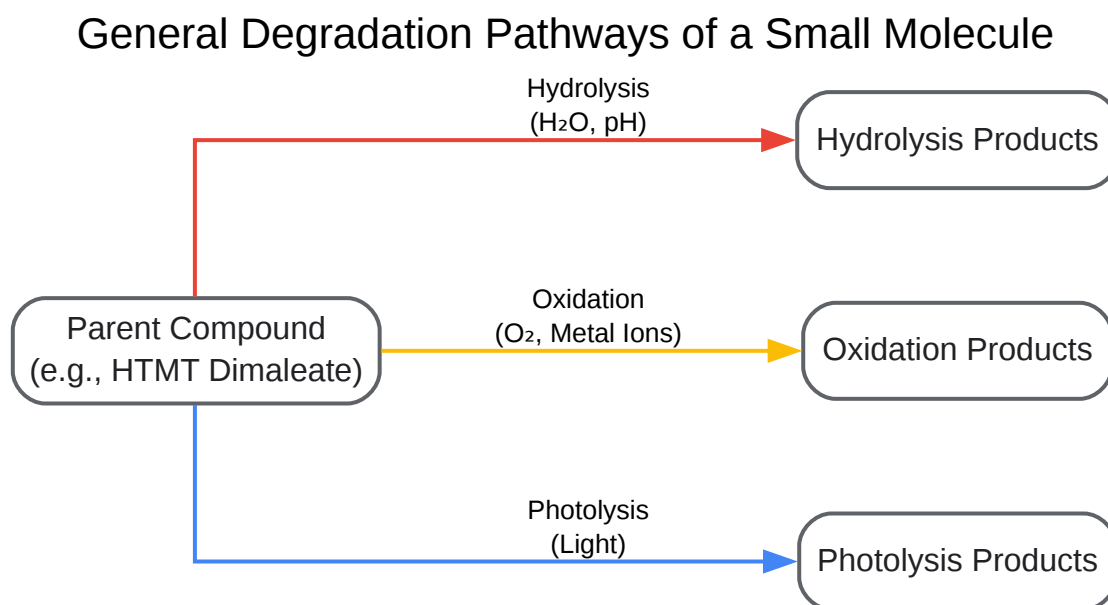 General Degradation Pathways of a Small Molecule
Hydrolysis
(H₂O, pH)
Hydrolysis Products
Parent Compound
(e.g., HTMT Dimaleate)
Oxidation
(O₂, Metal Ions)
Oxidation Products
Photolysis
(Light)
Photolysis Products